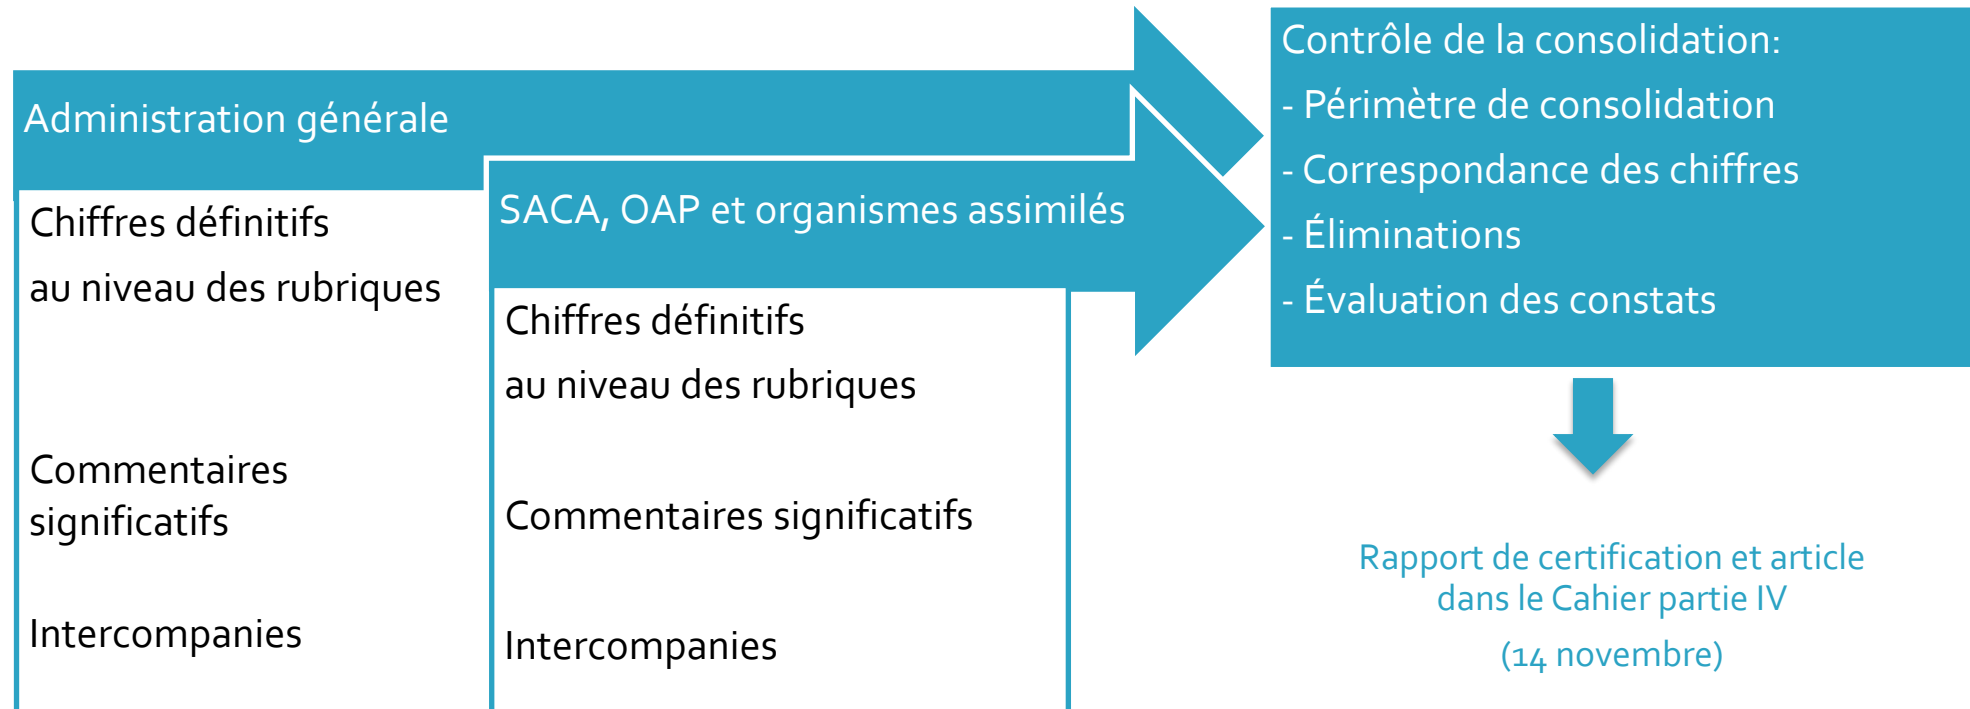 Administration générale
Chiffres définitifs
au niveau des rubriques
Commentaires
significatifs
Intercompanies
SACA, OAP et organismes assimilés
Chiffres définitifs
au niveau des rubriques
Commentaires significatifs
Intercompanies
Contrôle de la consolidation:
- Périmètre de consolidation
- Correspondance des chiffres
- Éliminations
- Évaluation des constats
Rapport de certification et article
dans le Cahier partie IV
(14 novembre)